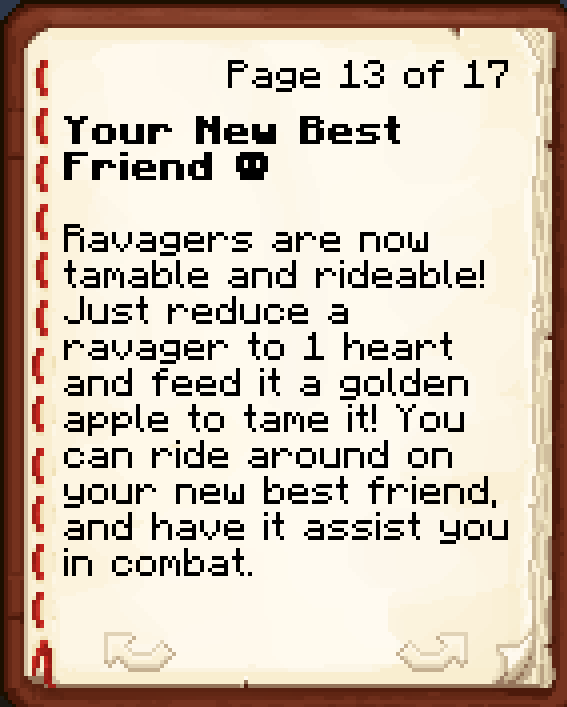 Page 13 of 17
Your New Best
Friend 💀
Ravagers are now
tamable and rideable!
Just reduce a
ravager to 1 heart
and feed it a golden
apple to tame it! You
can ride around on
your new best friend,
and have it assist you
in combat.